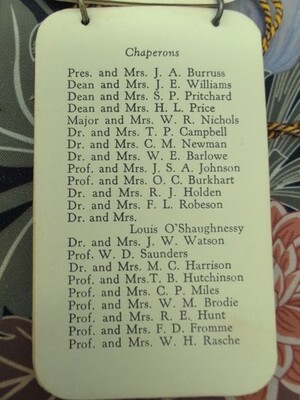 Chaperons
Pres. and Mrs. J. A. Burruss
Dean and Mrs. J. E. Williams
Dean and Mrs. S. P. Pritchard
Dean and Mrs. H. L. Price
Major and Mrs. W. R. Nichols
Dr. and Mrs. T. P. Campbell
Dr. and Mrs. C. M. Newman
Dr. and Mrs. W. E. Barlowe
Prof. and Mrs. J. S. A. Johnson
Prof. and Mrs. O. C. Burkhart
Dr. and Mrs. R. J. Holden
Dr. and Mrs. F. L. Robeson
Dr. and Mrs.
Louis O'Shaughnessy
Dr. and Mrs. J. W. Watson
Prof. W. D. Saunders
Dr. and Mrs. M. C. Harrison
Prof. and Mrs. T. B. Hutchinson
Prof. and Mrs. C. P. Miles
Prof. and Mrs. W. M. Brodie
Prof. and Mrs. R. E. Hunt
Prof. and Mrs. F. D. Fromme
Prof. and Mrs. W. H. Rasche